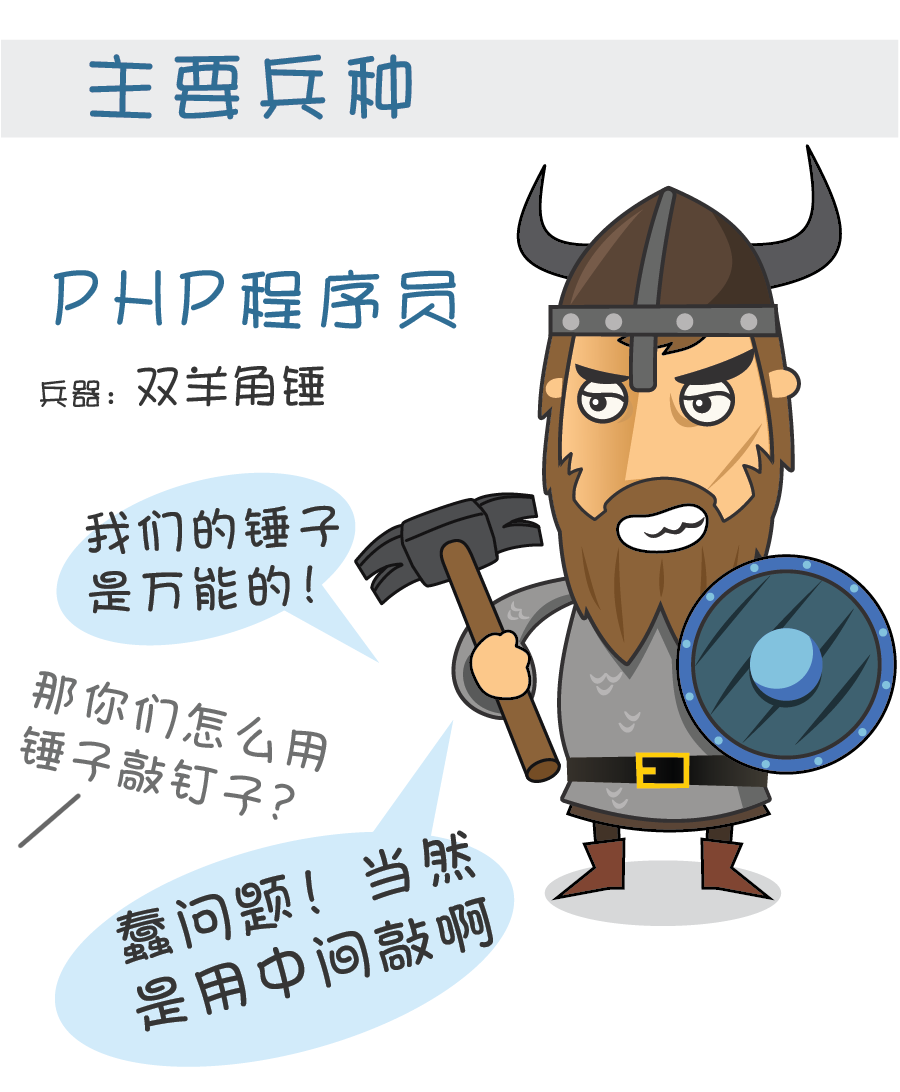 主要兵种
PHP程序员
兵器：双羊角锤
我们的锤子
是万能的！
那你们怎么用
锤子敲钉子？
蠢问题！当然
是用中间敲啊